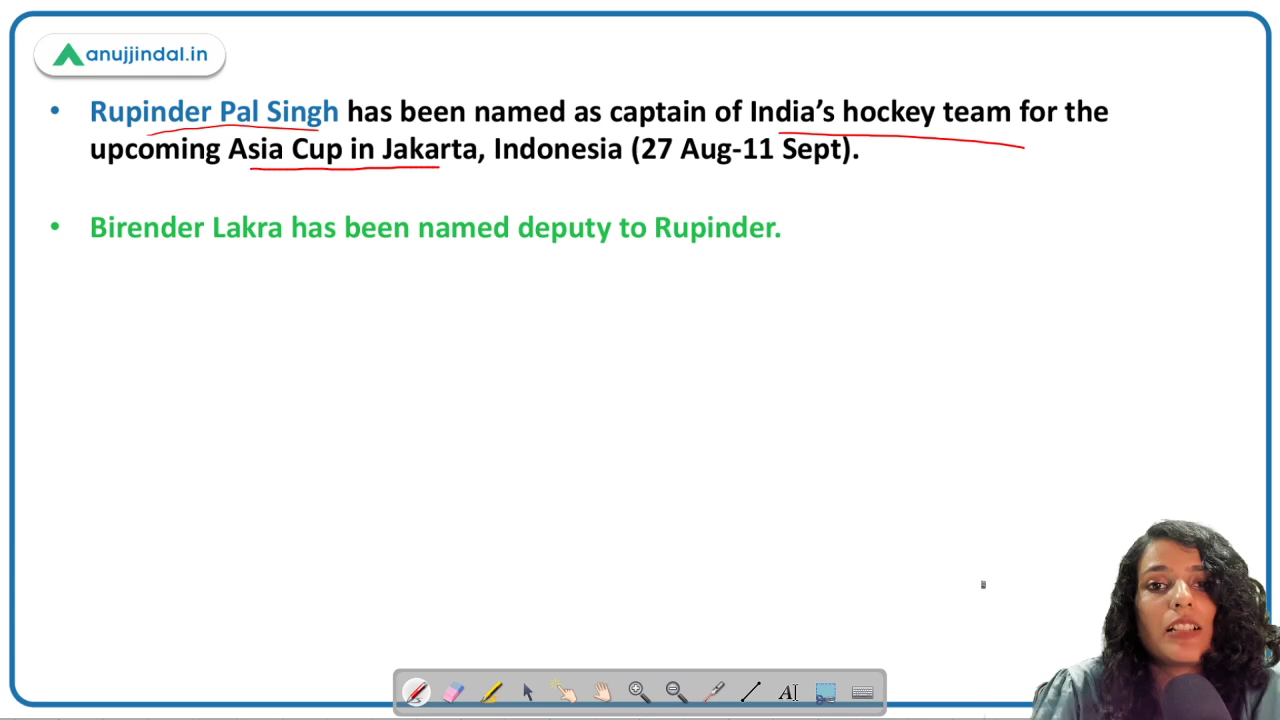 anujjindal.in
• Rupinder Pal Singh has been named as captain of India’s hockey team for the
upcoming Asia Cup in Jakarta, Indonesia (27 Aug-11 Sept).
• Birender Lakra has been named deputy to Rupinder.
AI